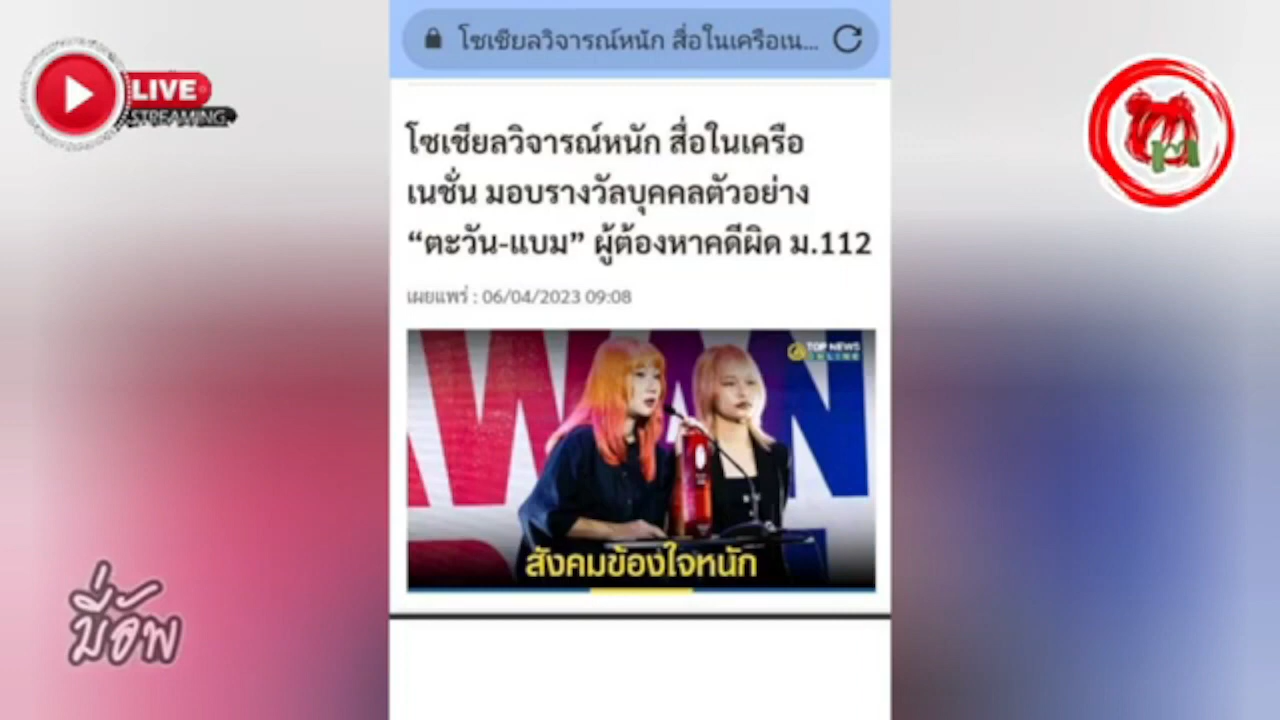 โซเชียลวิจารณ์หนัก สื่อในเครือเน...
LIVE
STREAMING
โซเชียลวิจารณ์หนัก สื่อในเครือ
เนชั่น มอบรางวัลบุคคลตัวอย่าง
“ตะวัน-แบม” ผู้ต้องหาคดีผิด ม.112
เผยแพร่ : 06/04/2023 09:08
TOP NEWS
ONLINE
AWAN
สังคมข้องใจหนัก